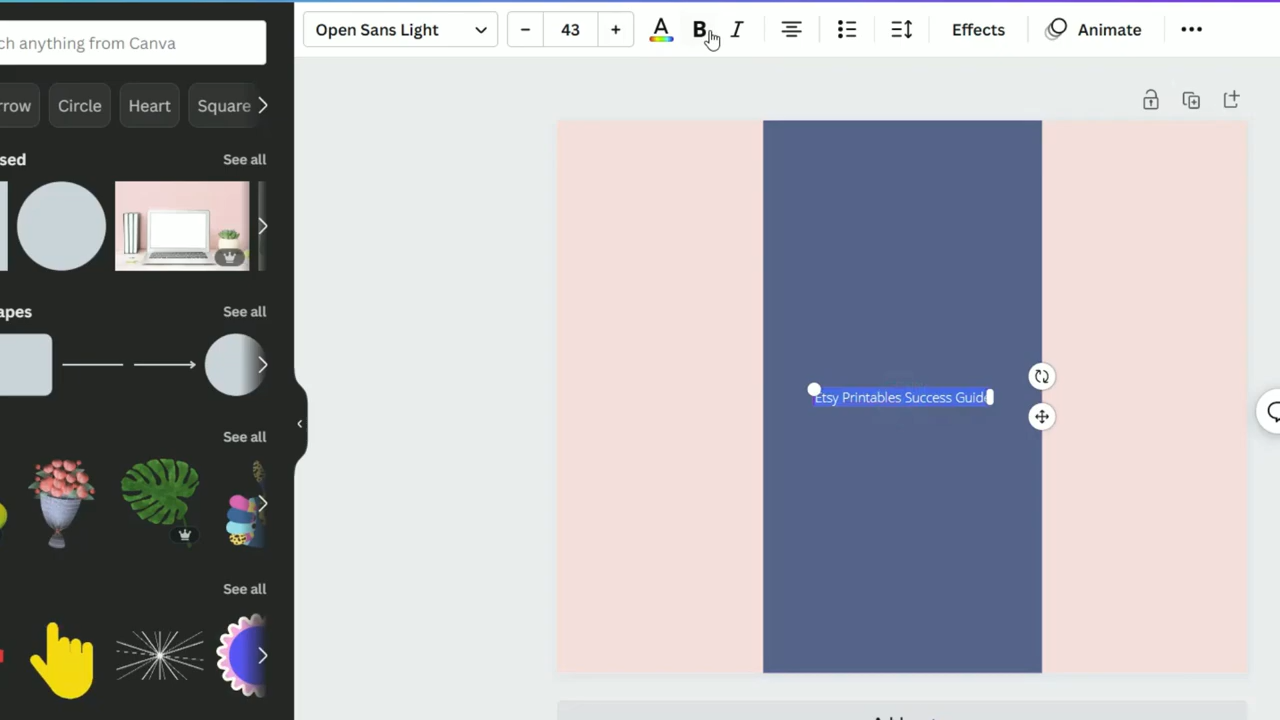 Open Sans Light
− 43 +
A B I
Effects
Animate
ch anything from Canva
rrow
Circle
Heart
Square
sed
See all
apes
See all
See all
See all
Etsy Printables Success Guide